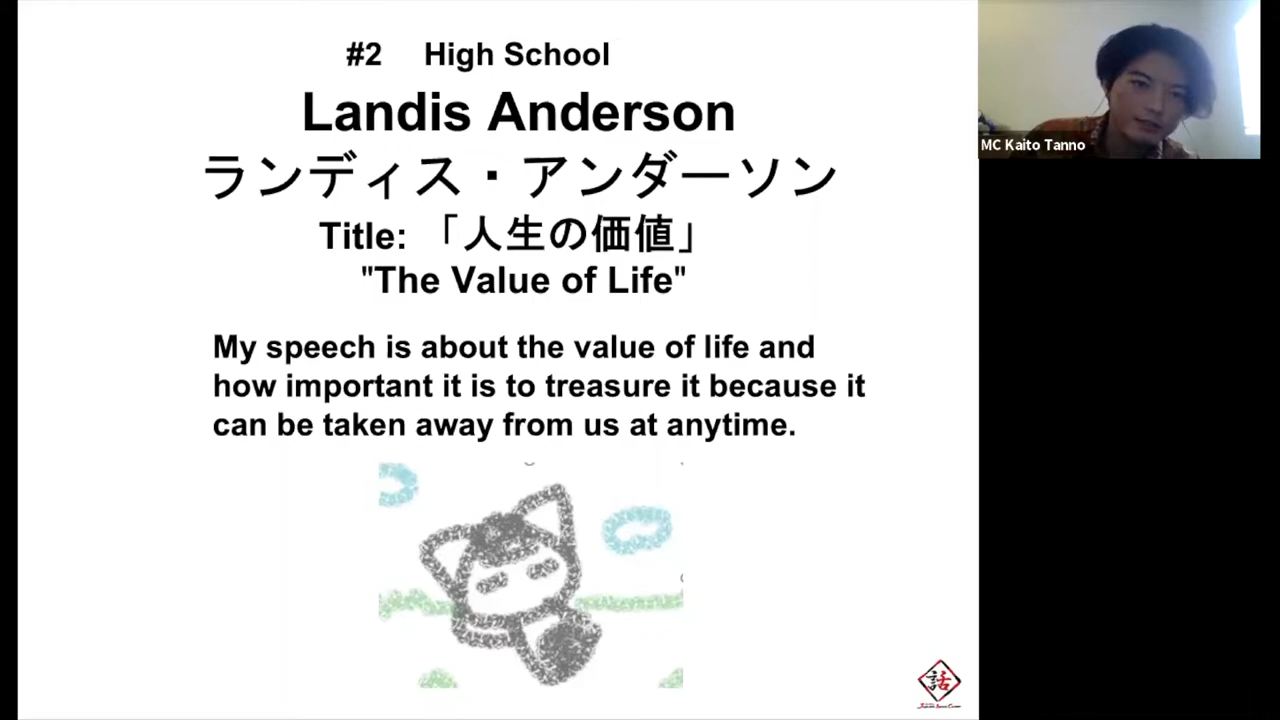 #2 High School
Landis Anderson
ランディス・アンダーソン
Title: 「人生の価値」
"The Value of Life"
My speech is about the value of life and
how important it is to treasure it because it
can be taken away from us at anytime.
MC Kaito Tanno
話